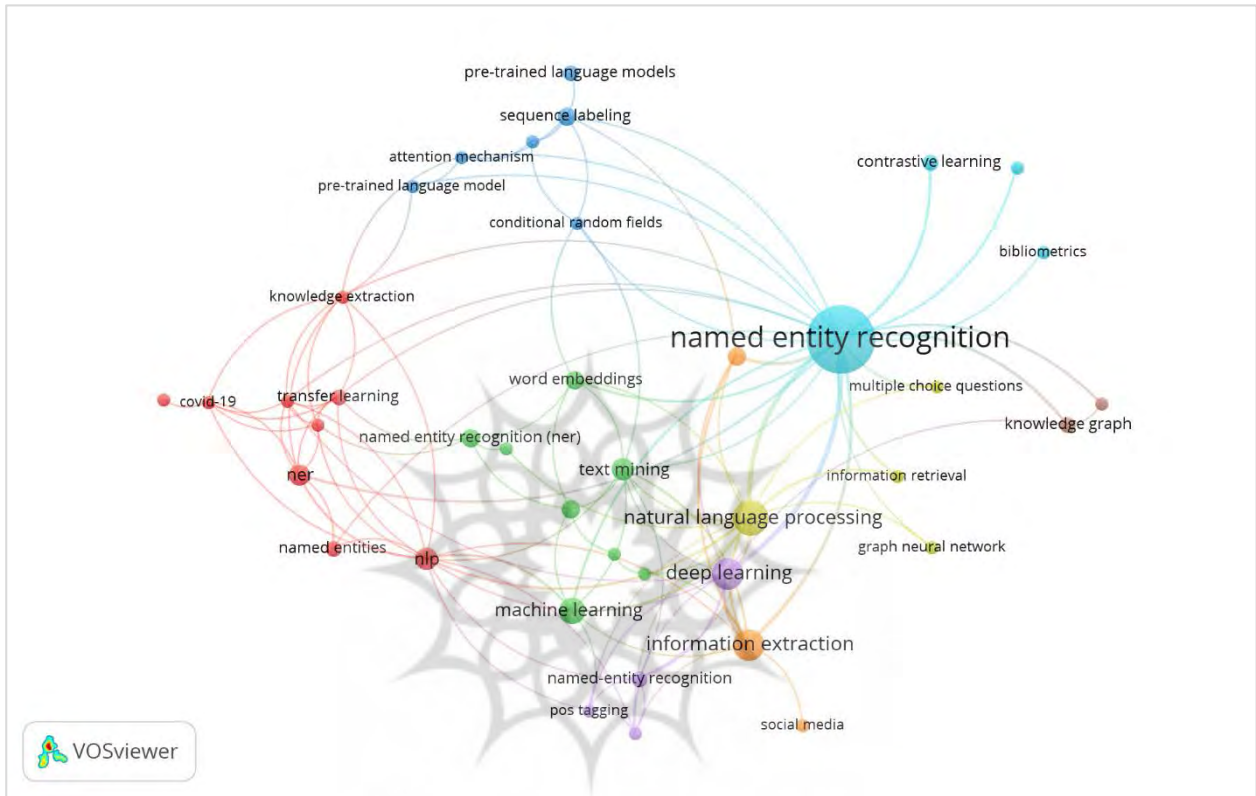 pre-trained language models
sequence labeling
attention mechanism
contrastive learning
pre-trained language model
conditional random fields
bibliometrics
knowledge extraction
named entity recognition
word embeddings
multiple choice questions
covid-19
transfer learning
knowledge graph
named entity recognition (ner)
text mining
ner
information retrieval
natural language processing
named entities
graph neural network
nlp
deep learning
machine learning
information extraction
named-entity recognition
pos tagging
social media
VOSviewer